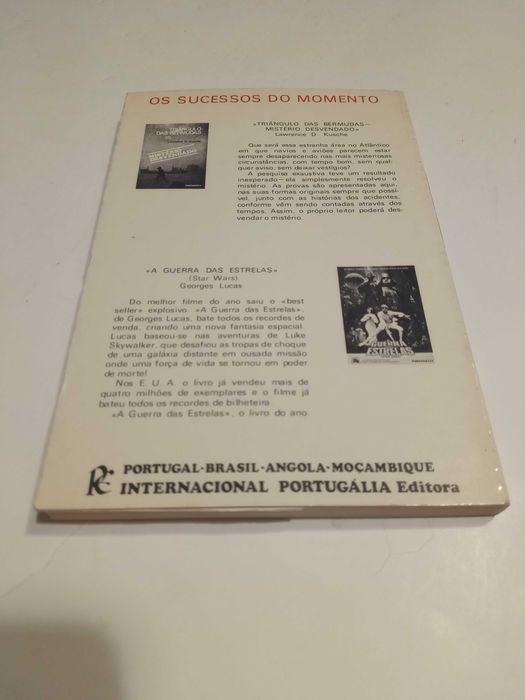 OS SUCESSOS DO MOMENTO
«TRIÂNGULO DAS BERMUDAS—
MISTÉRIO DESVENDADO»
Lawrence D. Kusche
TRIÂNGULO
DAS BERMUDAS
Que será essa estranha área no Atlântico
em que navios e aviões parecem estar
sempre desaparecendo nas mais misteriosas
circunstâncias, com tempo bom, sem qual-
quer aviso, sem deixar vestígios?
A pesquisa exaustiva teve um resultado
inesperado—ela simplesmente resolveu o
mistério. As provas são apresentadas aqui,
nas suas formas originais sempre que possí-
vel, junto com as histórias dos acidentes,
conforme vêm sendo contadas através dos
tempos. Assim, o próprio leitor poderá des-
vendar o mistério.
«A GUERRA DAS ESTRELAS»
(Star Wars)
Georges Lucas
Do melhor filme do ano saiu o «best
seller» explosivo. «A Guerra das Estrelas»,
de Georges Lucas, bate todos os recordes de
venda, criando uma nova fantasia espacial.
Lucas baseou-se nas aventuras de Luke
Skywalker, que desafiou as tropas de choque
de uma galáxia distante em ousada missão
onde uma força de vida se tornou em poder
de morte!
Nos E. U. A. o livro já vendeu mais de
quatro milhões de exemplares e o filme já
bateu todos os recordes de bilheteira.
«A Guerra das Estrelas», o livro do ano.
GUERRA
ESTRELAS
PORTUGAL-BRASIL-ANGOLA-MOÇAMBIQUE
INTERNACIONAL PORTUGÁLIA Editora